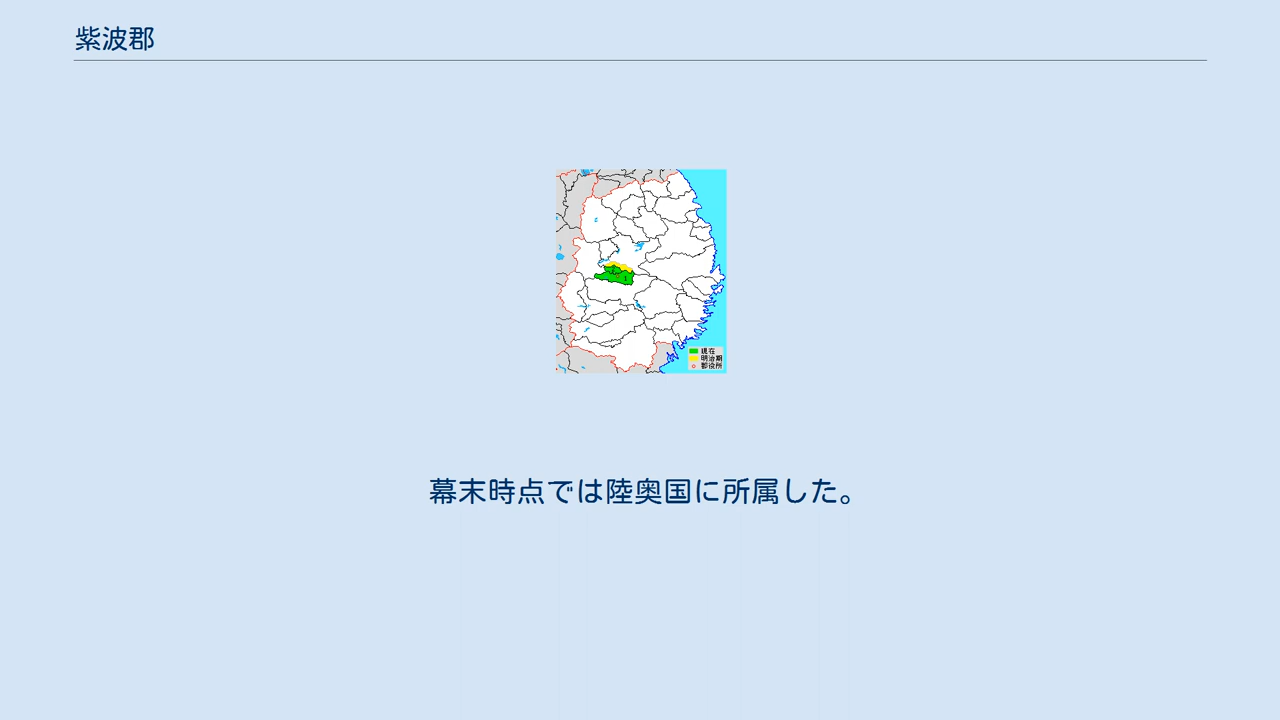 紫波郡
現在
明治期
郡役所
幕末時点では陸奥国に所属した。